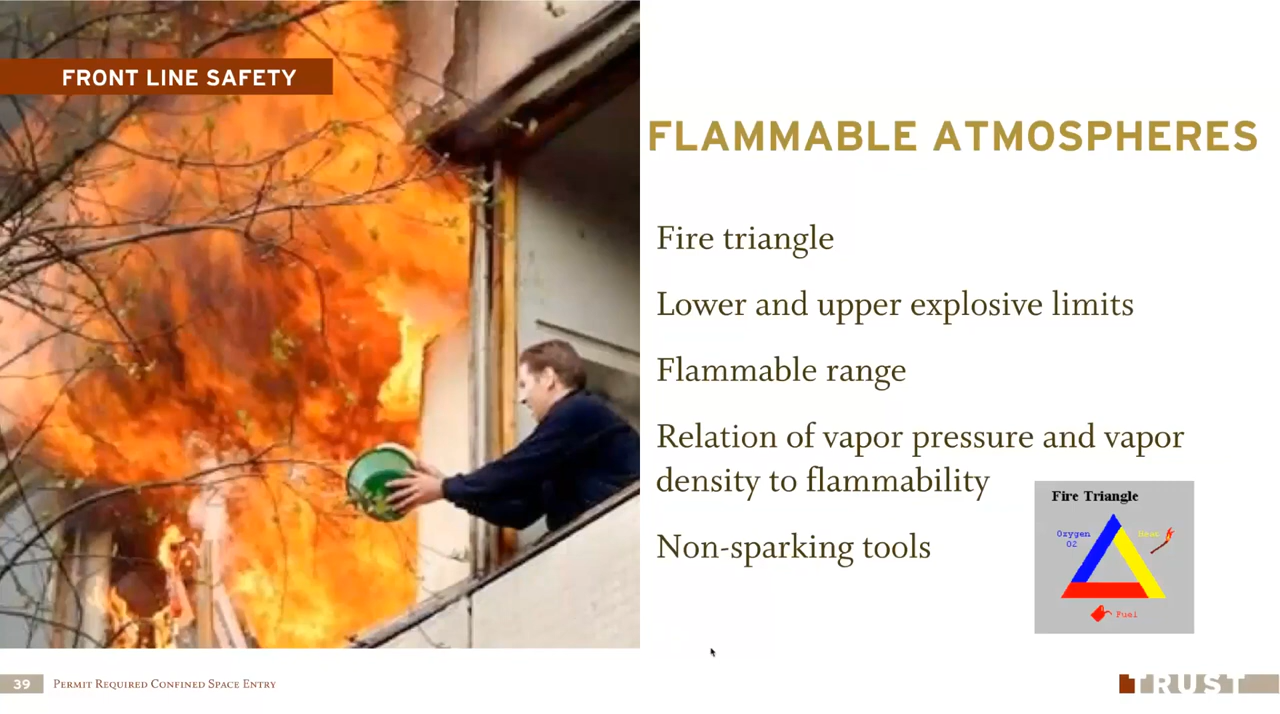 FRONT LINE SAFETY
FLAMMABLE ATMOSPHERES
Fire triangle
Lower and upper explosive limits
Flammable range
Relation of vapor pressure and vapor
density to flammability
Non-sparking tools
Fire Triangle
Oxygen
O2
Heat
Fuel
39
Permit Required Confined Space Entry
TRUST